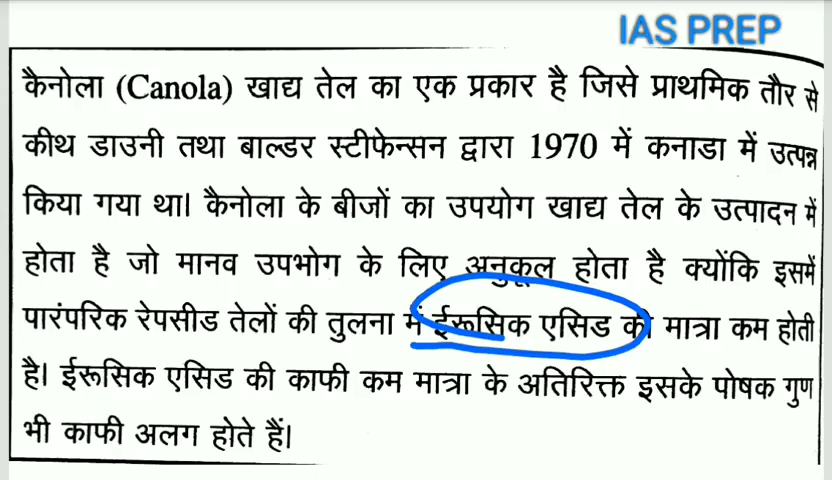 IAS PREP
कैनोला (Canola) खाद्य तेल का एक प्रकार है जिसे प्राथमिक तौर से
कीथ डाउनी तथा बाल्डर स्टीफेन्सन द्वारा 1970 में कनाडा में उत्पन्न
किया गया था। कैनोला के बीजों का उपयोग खाद्य तेल के उत्पादन में
होता है जो मानव उपभोग के लिए अनुकूल होता है क्योंकि इसमें
पारंपरिक रेपसीड तेलों की तुलना में ईरूसिक एसिड की मात्रा कम होती
है। ईरूसिक एसिड की काफी कम मात्रा के अतिरिक्त इसके पोषक गुण
भी काफी अलग होते हैं।